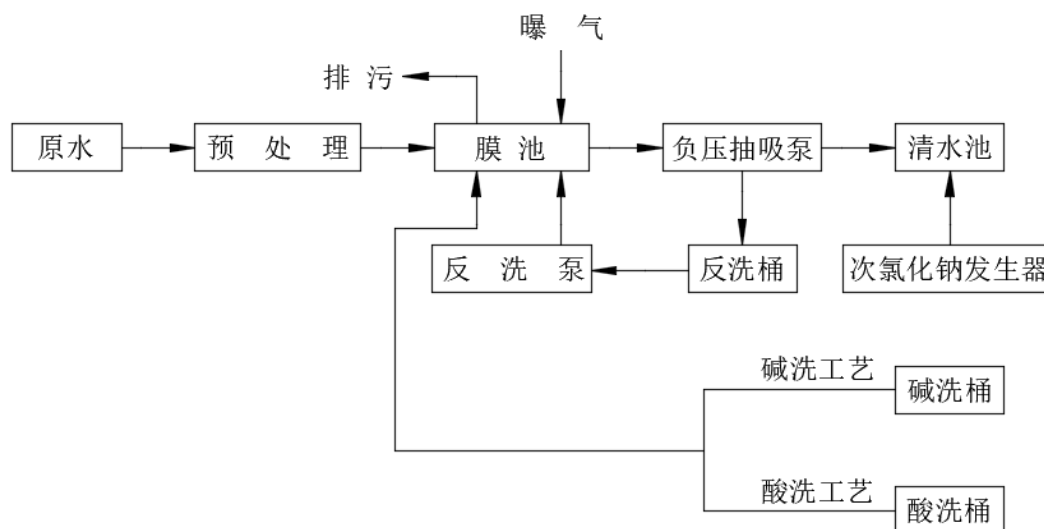 曝 气
排 污
原水
预 处 理
膜 池
负压抽吸泵
清水池
反 洗 泵
反洗桶
次氯化钠发生器
碱洗工艺
碱洗桶
酸洗工艺
酸洗桶